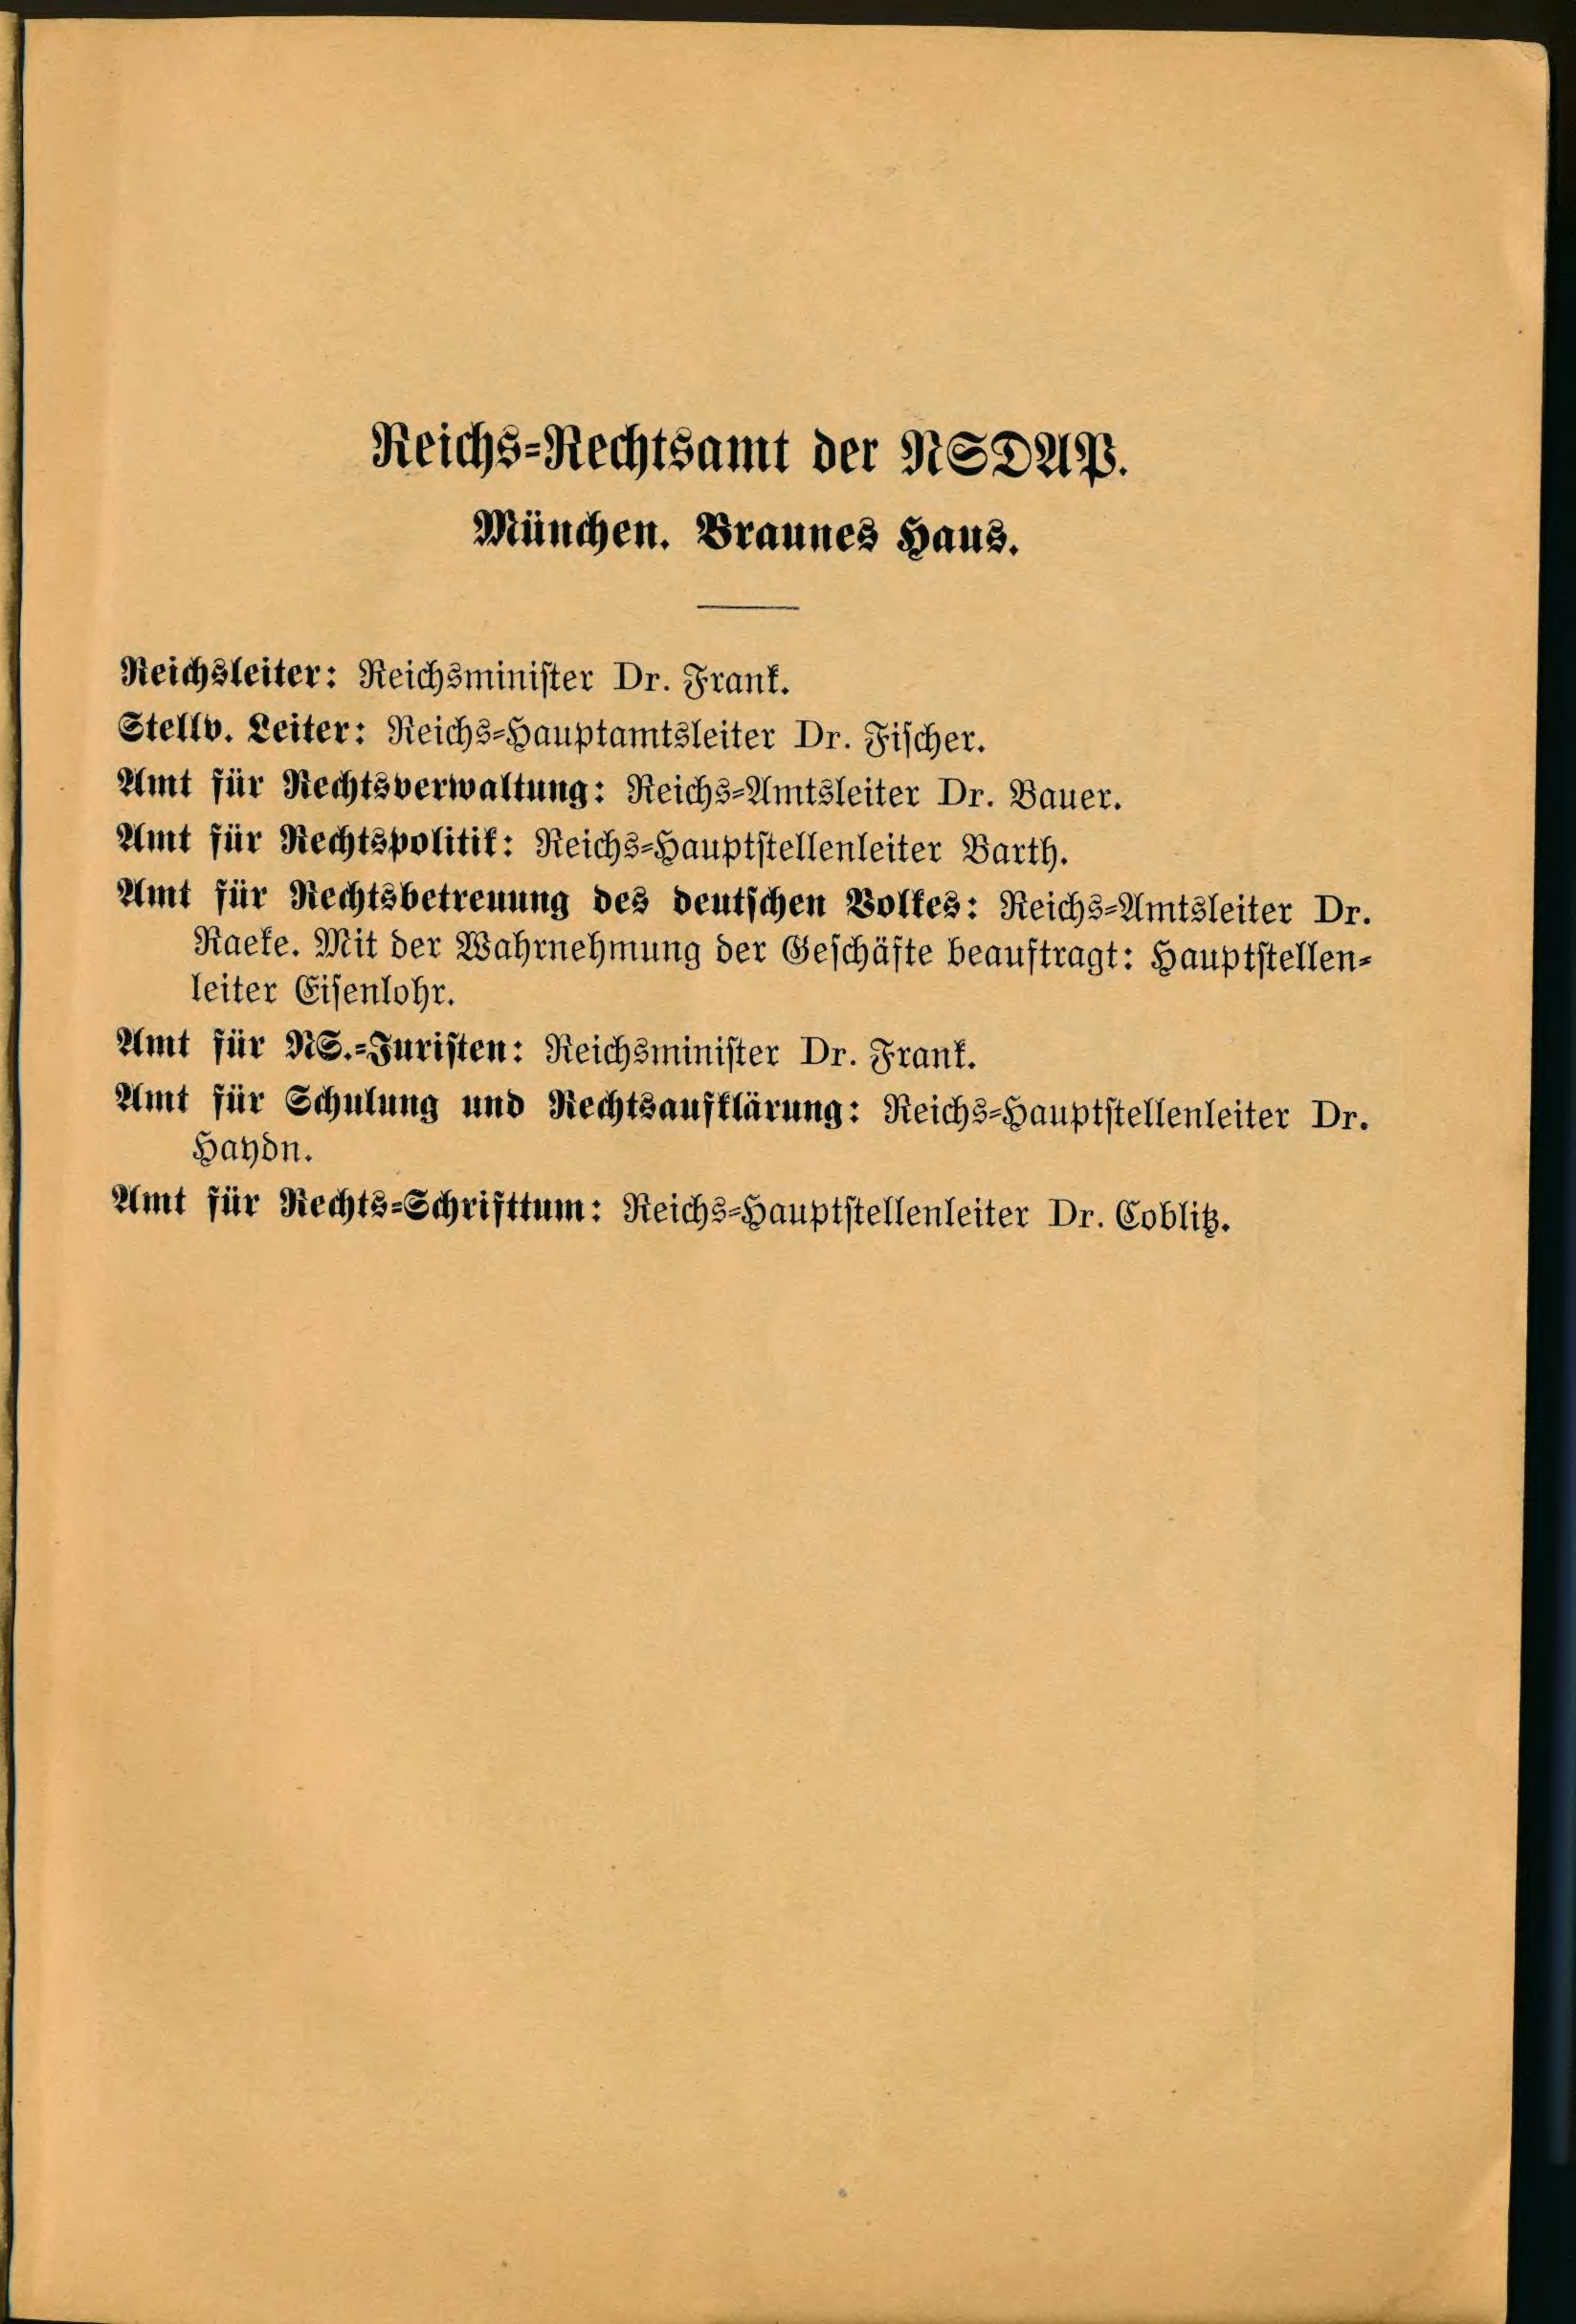 Reichs-Rechtsamt der NSDAP.
München. Braunes Haus.
Reichsleiter: Reichsminister Dr. Frank.
Stellv. Leiter: Reichs-Hauptamtsleiter Dr. Fischer.
Amt für Rechtsverwaltung: Reichs-Amtsleiter Dr. Bauer.
Amt für Rechtspolitik: Reichs-Hauptstellenleiter Barth.
Amt für Rechtsbetreuung des deutschen Volkes: Reichs-Amtsleiter Dr.
Raeke. Mit der Wahrnehmung der Geschäfte beauftragt: Hauptstellen-
leiter Eisenlohr.
Amt für NS.-Juristen: Reichsminister Dr. Frank.
Amt für Schulung und Rechtsaufklärung: Reichs-Hauptstellenleiter Dr.
Haydn.
Amt für Rechts-Schrifttum: Reichs-Hauptstellenleiter Dr. Coblitz.